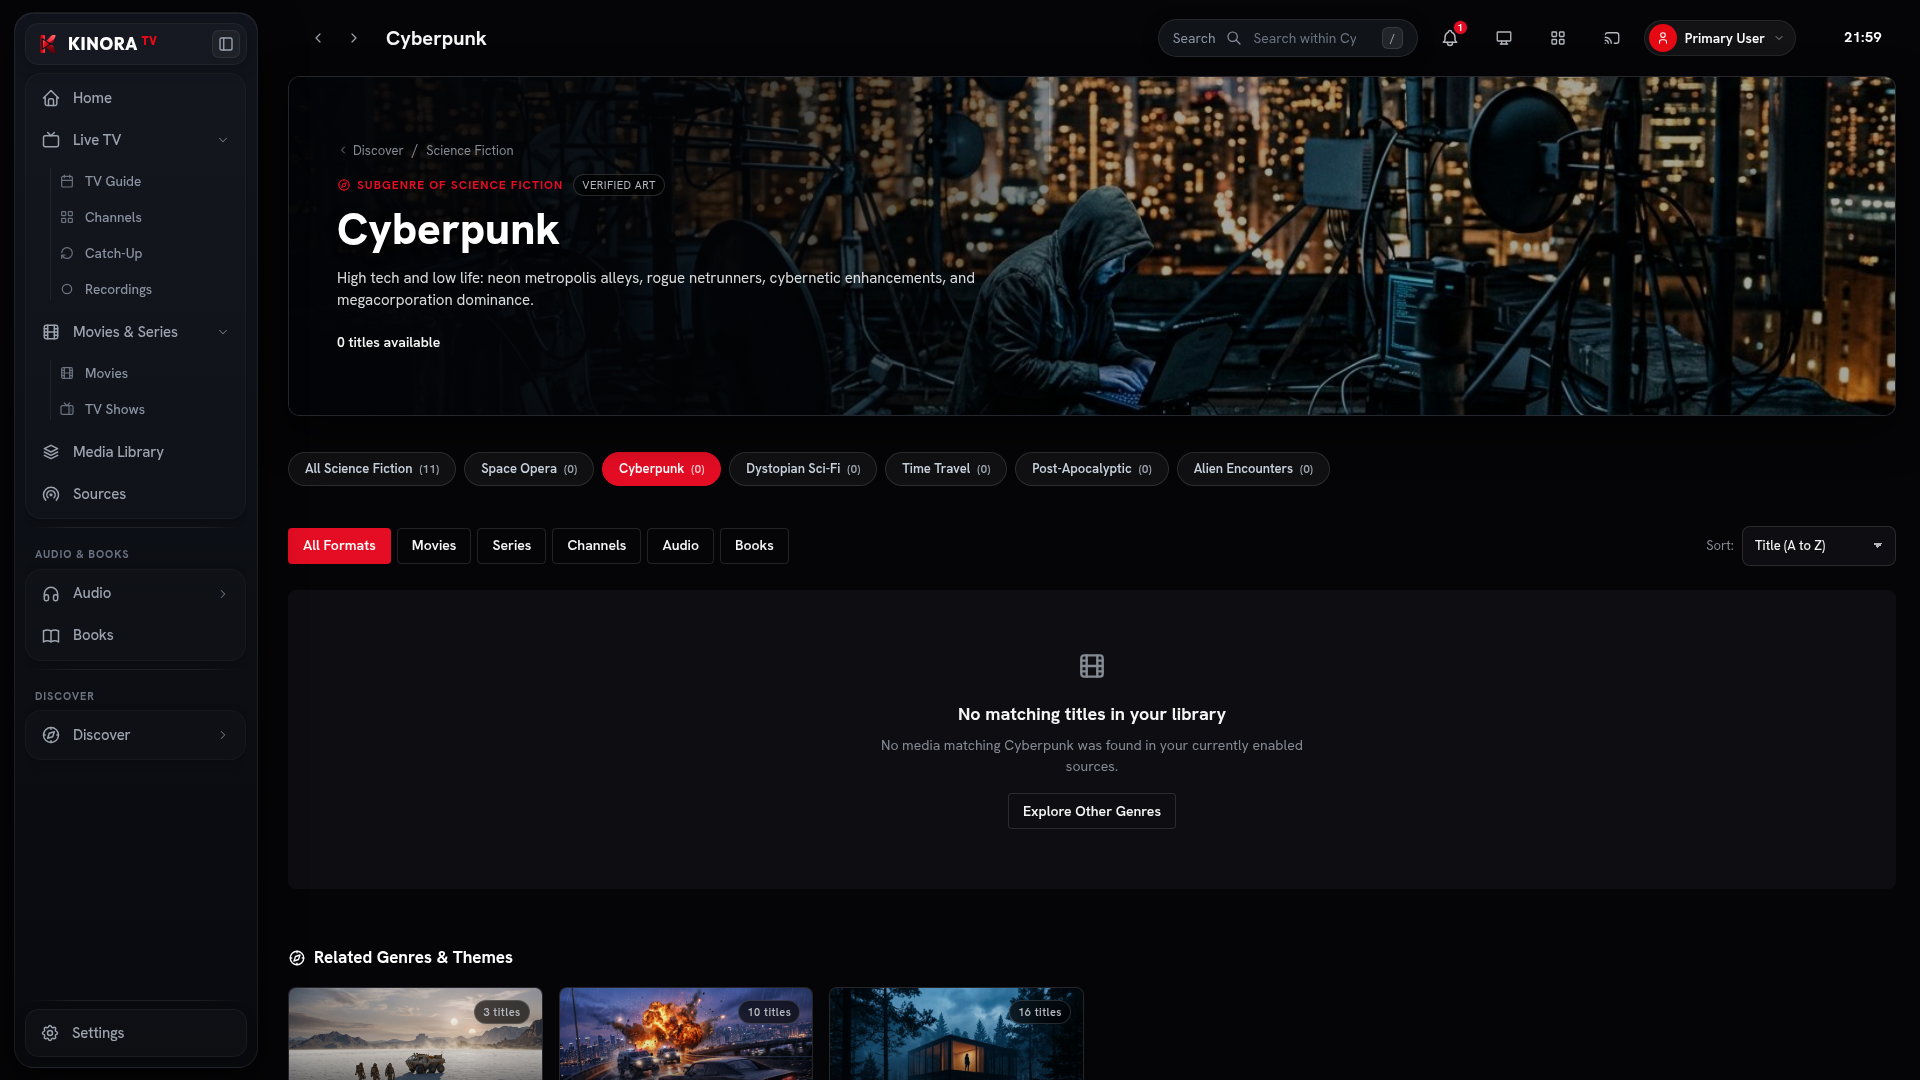 KINORA TV
Cyberpunk
Search
Search within Cy
/
1
Primary User
21:59
Home
Live TV
TV Guide
Channels
Catch-Up
Recordings
Movies & Series
Movies
TV Shows
Media Library
Sources
AUDIO & BOOKS
Audio
Books
DISCOVER
Discover
Settings
Discover / Science Fiction
SUBGENRE OF SCIENCE FICTION
VERIFIED ART
Cyberpunk
High tech and low life: neon metropolis alleys, rogue netrunners, cybernetic enhancements, and
megacorporation dominance.
0 titles available
All Science Fiction (11)
Space Opera (0)
Cyberpunk (0)
Dystopian Sci-Fi (0)
Time Travel (0)
Post-Apocalyptic (0)
Alien Encounters (0)
All Formats
Movies
Series
Channels
Audio
Books
Sort:
Title (A to Z)
No matching titles in your library
No media matching Cyberpunk was found in your currently enabled
sources.
Explore Other Genres
Related Genres & Themes
3 titles
10 titles
16 titles